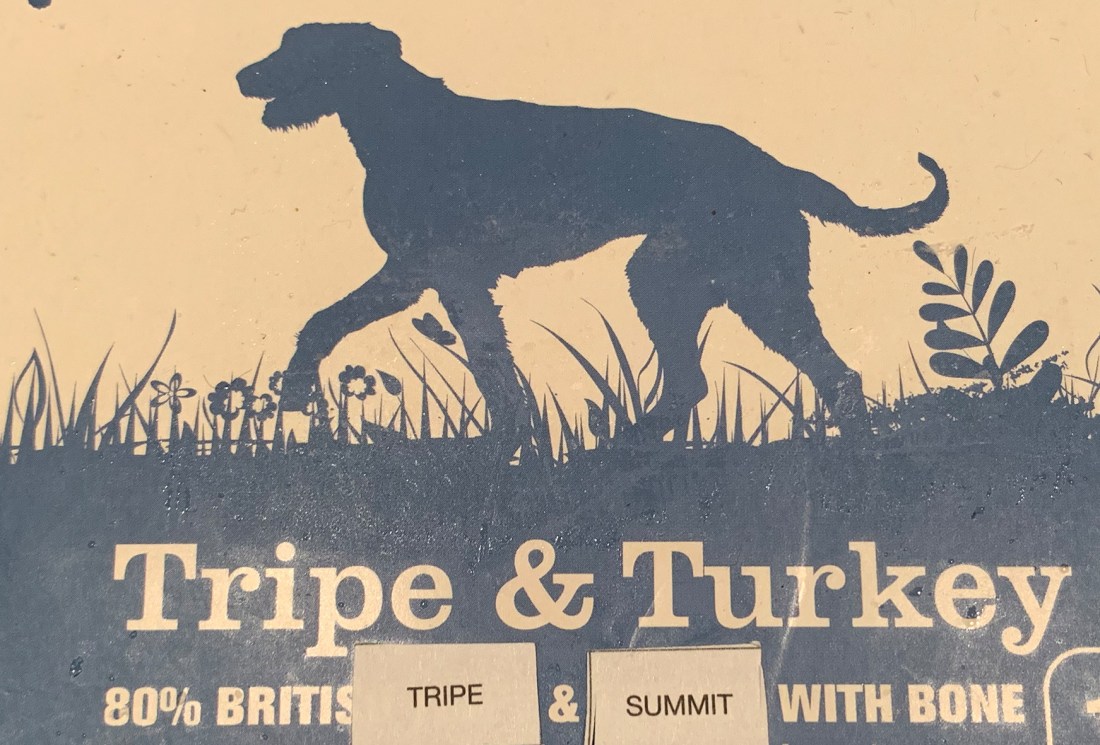 Tripe & Turkey
80% BRITIS TRIPE & SUMMIT WITH BONE